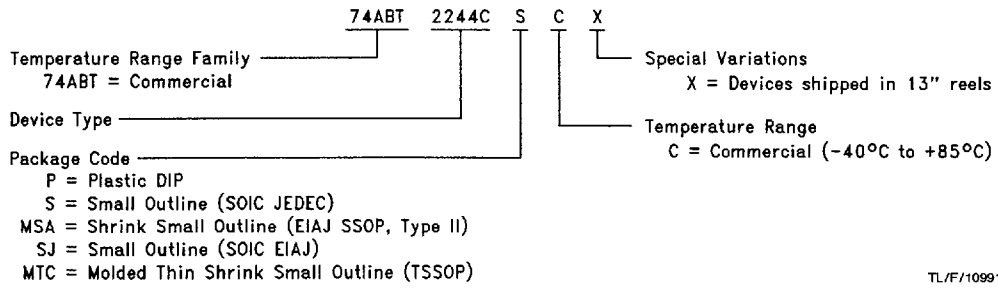 74ABT 2244C S C X
Temperature Range Family
74ABT = Commercial
Device Type
Package Code
P = Plastic DIP
S = Small Outline (SOIC JEDEC)
MSA = Shrink Small Outline (EIAJ SSOP, Type II)
SJ = Small Outline (SOIC EIAJ)
MTC = Molded Thin Shrink Small Outline (TSSOP)
Special Variations
X = Devices shipped in 13" reels
Temperature Range
C = Commercial (-40°C to +85°C)
TL/F/10991